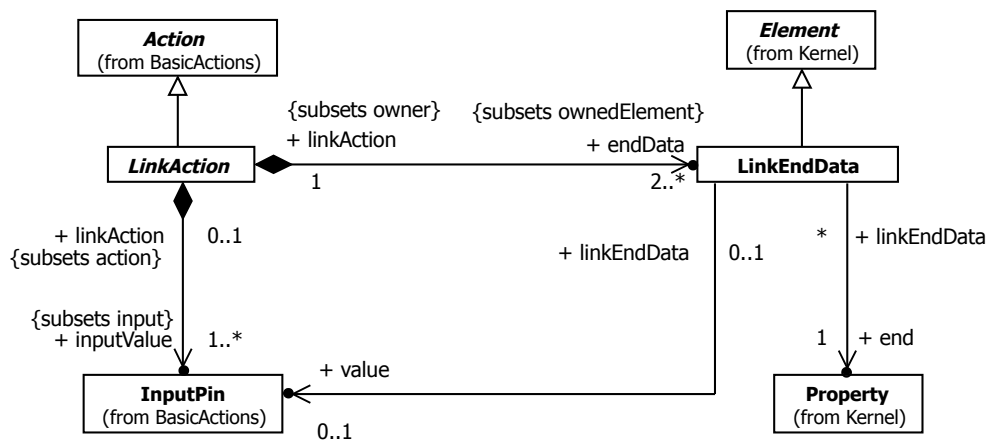 Action
(from BasicActions)
Element
(from Kernel)
{subsets owner}
+ linkAction
{subsets ownedElement}
+ endData
LinkAction
1
2..*
LinkEndData
+ linkAction
{subsets action}
0..1
+ linkEndData
0..1
*
+ linkEndData
{subsets input}
+ inputValue
1..*
1
+ end
+ value
InputPin
(from BasicActions)
0..1
Property
(from Kernel)